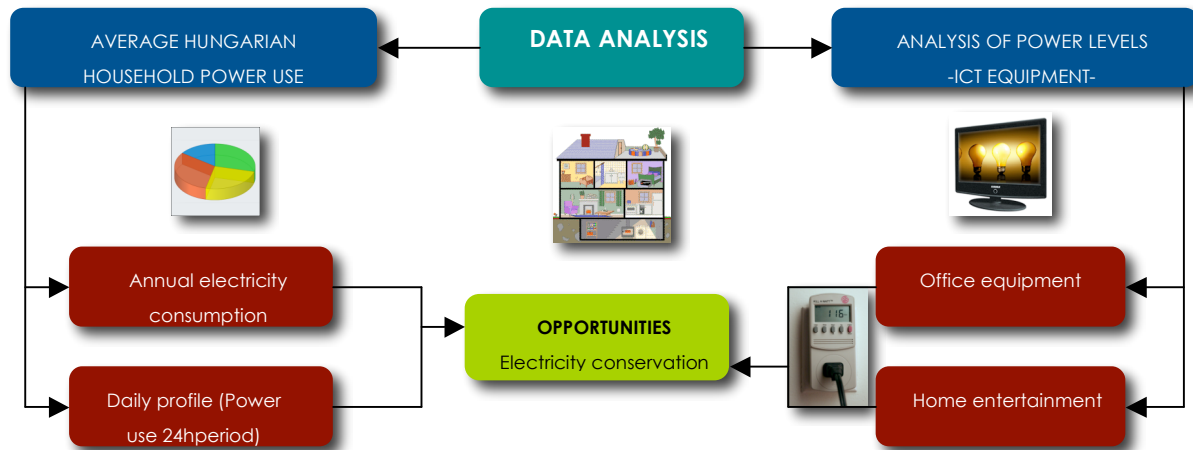 AVERAGE HUNGARIAN
HOUSEHOLD POWER USE
DATA ANALYSIS
ANALYSIS OF POWER LEVELS
-ICT EQUIPMENT-
Annual electricity
consumption
Office equipment
116
OPPORTUNITIES
Electricity conservation
Daily profile (Power
use 24hperiod)
Home entertainment